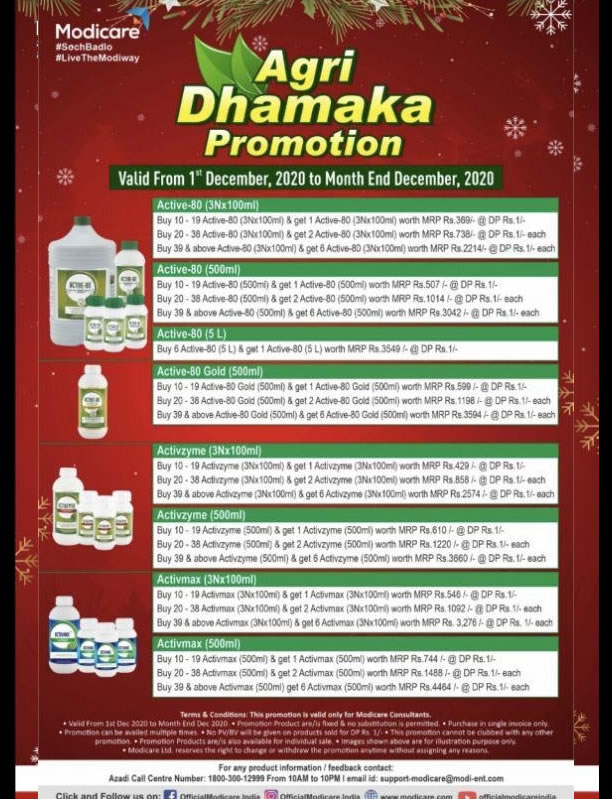 Modicare
#SochBadlo
#LiveTheModiway
Agri
Dhamaka
Promotion
Valid From 1st December, 2020 to Month End December, 2020
Active-80 (3Nx100ml)
Buy 10 - 19 Active-80 (3Nx100ml) & get 1 Active-80 (3Nx100ml) worth MRP Rs.369/- @ DP Rs.1/-
Buy 20 - 38 Active-80 (3Nx100ml) & get 2 Active-80 (3Nx100ml) worth MRP Rs.738/- @ DP Rs.1/- each
Buy 39 & above Active-80 (3Nx100ml) & get 6 Active-80 (3Nx100ml) worth MRP Rs.2214/- @ DP Rs.1/- each
Active-80 (500ml)
Buy 10 - 19 Active-80 (500ml) & get 1 Active-80 (500ml) worth MRP Rs.507 /- @ DP Rs.1/-
Buy 20 - 38 Active-80 (500ml) & get 2 Active-80 (500ml) worth MRP Rs.1014 /- @ DP Rs.1/- each
Buy 39 & above Active-80 (500ml) & get 6 Active-80 (500ml) worth MRP Rs.3042 /- @ DP Rs.1/- each
Active-80 (5 L)
Buy 6 Active-80 (5 L) & get 1 Active-80 (5 L) worth MRP Rs.3549 /- @ DP Rs.1/-
Active-80 Gold (500ml)
Buy 10 - 19 Active-80 Gold (500ml) & get 1 Active-80 Gold (500ml) worth MRP Rs.599 /- @ DP Rs.1/-
Buy 20 - 38 Active-80 Gold (500ml) & get 2 Active-80 Gold (500ml) worth MRP Rs.1198 /- @ DP Rs.1/- each
Buy 39 & above Active-80 Gold (500ml) & get 6 Active-80 Gold (500ml) worth MRP Rs.3594 /- @ DP Rs.1/- each
Activzyme (3Nx100ml)
Buy 10 - 19 Activzyme (3Nx100ml) & get 1 Activzyme (3Nx100ml) worth MRP Rs.429 /- @ DP Rs.1/-
Buy 20 - 38 Activzyme (3Nx100ml) & get 2 Activzyme (3Nx100ml) worth MRP Rs.858 /- @ DP Rs.1/- each
Buy 39 & above Activzyme (3Nx100ml) & get 6 Activzyme (3Nx100ml) worth MRP Rs.2574 /- @ DP Rs.1/- each
Activzyme (500ml)
Buy 10 - 19 Activzyme (500ml) & get 1 Activzyme (500ml) worth MRP Rs.610 /- @ DP Rs.1/-
Buy 20 - 38 Activzyme (500ml) & get 2 Activzyme (500ml) worth MRP Rs.1220 /- @ DP Rs.1/- each
Buy 39 & above Activzyme (500ml) & get 6 Activzyme (500ml) worth MRP Rs.3660 /- @ DP Rs.1/- each
Activmax (3Nx100ml)
Buy 10 - 19 Activmax (3Nx100ml) & get 1 Activmax (3Nx100ml) worth MRP Rs.546 /- @ DP Rs.1/-
Buy 20 - 38 Activmax (3Nx100ml) & get 2 Activmax (3Nx100ml) worth MRP Rs.1092 /- @ DP Rs.1/- each
Buy 39 & above Activmax (3Nx100ml) & get 6 Activmax (3Nx100ml) worth MRP Rs. 3,276 /- @ DP Rs. 1/- each
Activmax (500ml)
Buy 10 - 19 Activmax (500ml) & get 1 Activmax (500ml) worth MRP Rs.744 /- @ DP Rs.1/-
Buy 20 - 38 Activmax (500ml) & get 2 Activmax (500ml) worth MRP Rs.1488 /- @ DP Rs.1/- each
Buy 39 & above Activmax (500ml) get 6 Activmax (500ml) worth MRP Rs.4464 /- @ DP Rs.1/- each
Terms & Conditions: This promotion is valid only for Modicare Consultants.
• Valid From 1st Dec 2020 to Month End Dec 2020 • Promotion Product are/is fixed & no substitution is permitted. • Purchase in single invoice only.
• Promotion can be availed multiple times. • No PV/BV will be given on products sold for DP Rs. 1/- • This promotion cannot be clubbed with any other
promotion. • Promotion Products are/is also available for individual sale. • Images shown above are for illustration purpose only.
• Modicare Ltd. reserves the right to change or withdraw the promotion anytime without assigning any reasons.
For any product information / feedback contact:
Azadi Call Centre Number: 1800-300-12999 From 10AM to 10PM I email id: support-modicare@modi-ent.com
Click and Follow us on: OfficialModicare.India OfficialModicare.India www.modicare.com officialmodicareindia